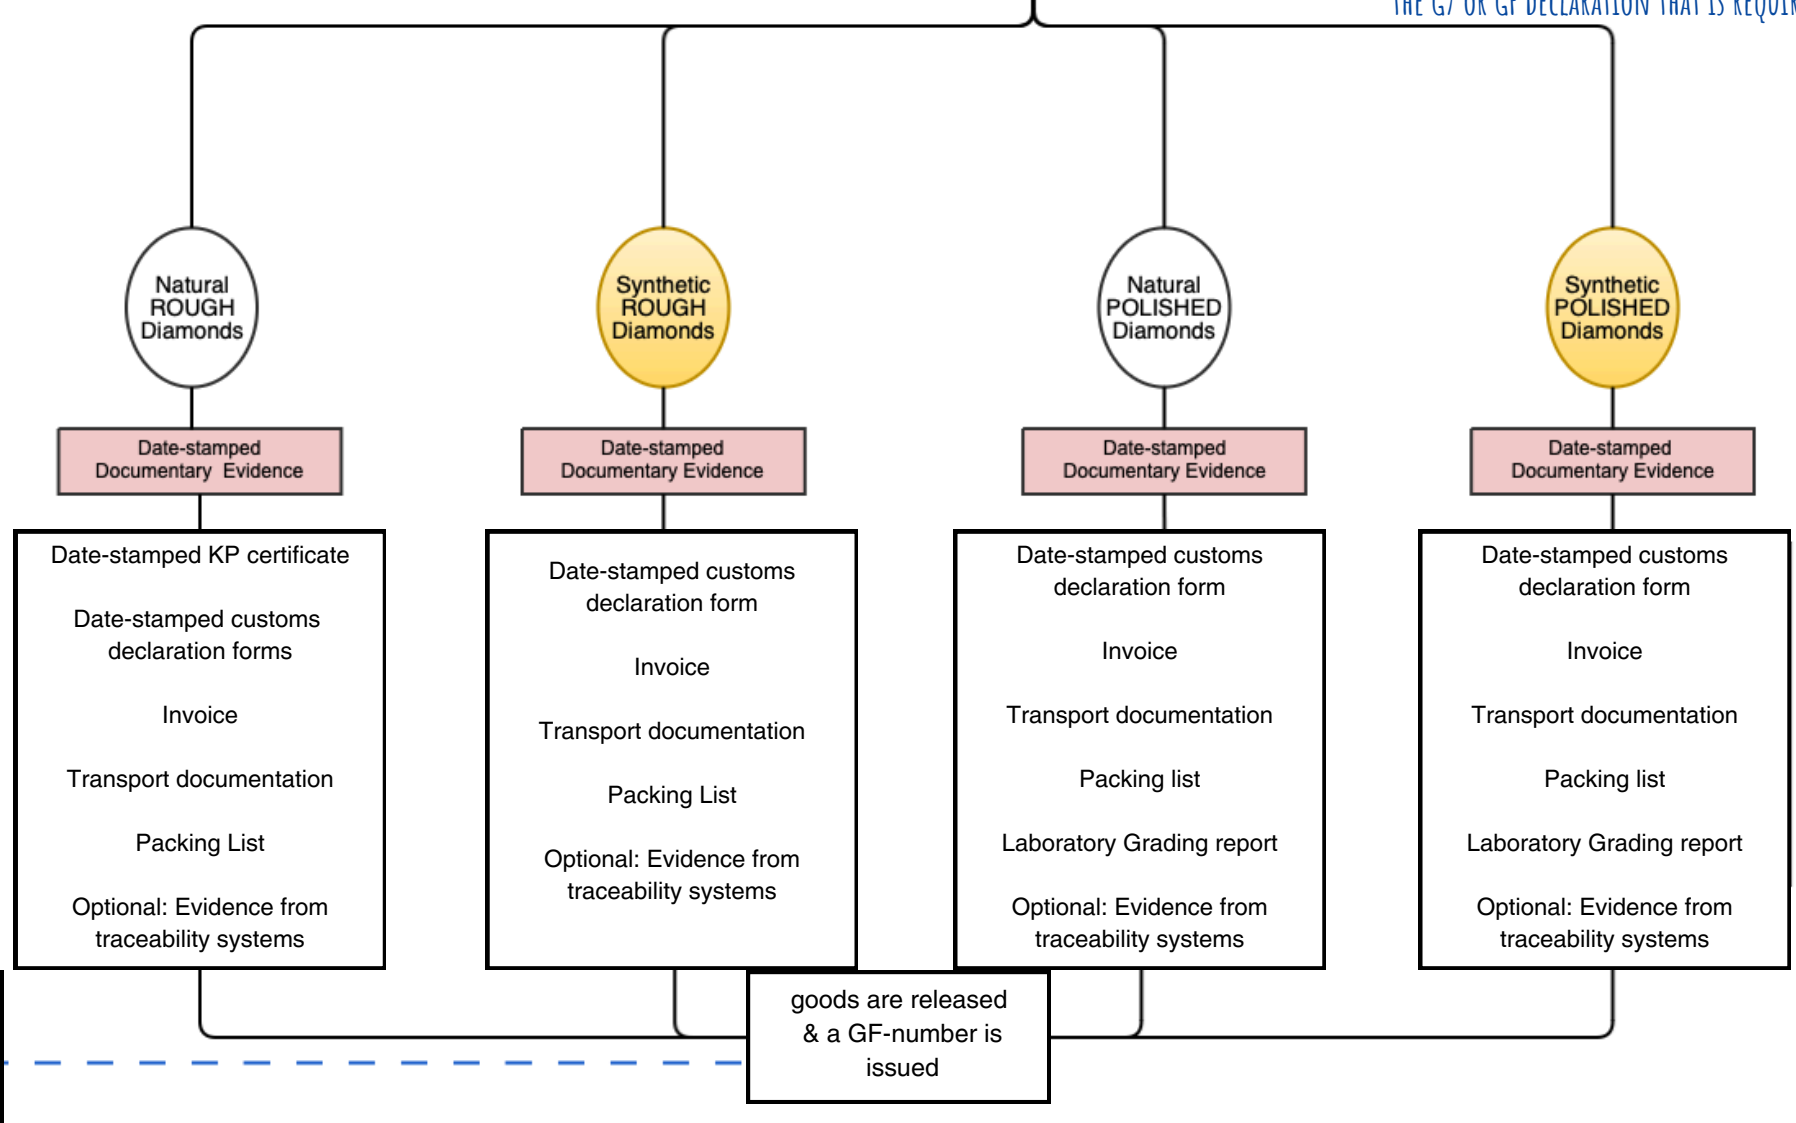 THE G7 OR GF DECLARATION THAT IS
Natural
ROUGH
Diamonds
Synthetic
ROUGH
Diamonds
Natural
POLISHED
Diamonds
Synthetic
POLISHED
Diamonds
Date-stamped
Documentary Evidence
Date-stamped
Documentary Evidence
Date-stamped
Documentary Evidence
Date-stamped
Documentary Evidence
Date-stamped KP certificate
Date-stamped customs
declaration forms
Invoice
Transport documentation
Packing List
Optional: Evidence from
traceability systems
Date-stamped customs
declaration form
Invoice
Transport documentation
Packing List
Optional: Evidence from
traceability systems
Date-stamped customs
declaration form
Invoice
Transport documentation
Packing list
Laboratory Grading report
Optional: Evidence from
traceability systems
Date-stamped customs
declaration form
Invoice
Transport documentation
Packing list
Laboratory Grading report
Optional: Evidence from
traceability systems
goods are released
& a GF-number is
issued